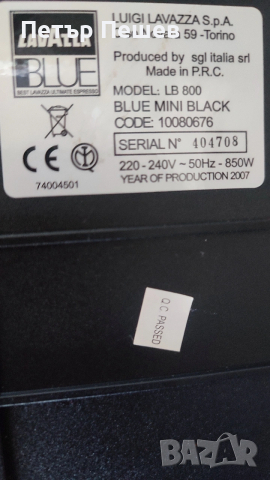 Петър Пешев
LAVAZZA
BLUE
BEST LAVAZZA ULTIMATE ESPRESSO
LUIGI LAVAZZA S.p.A.
59 -Torino
Produced by sgl italia srl
Made in P.R.C.
MODEL: LB 800
BLUE MINI BLACK
CODE: 10080676
SERIAL N° 404708
220 - 240V ~ 50Hz - 850W
YEAR OF PRODUCTION 2007
CE
74004501
Q.C. PASSED
BAZAR